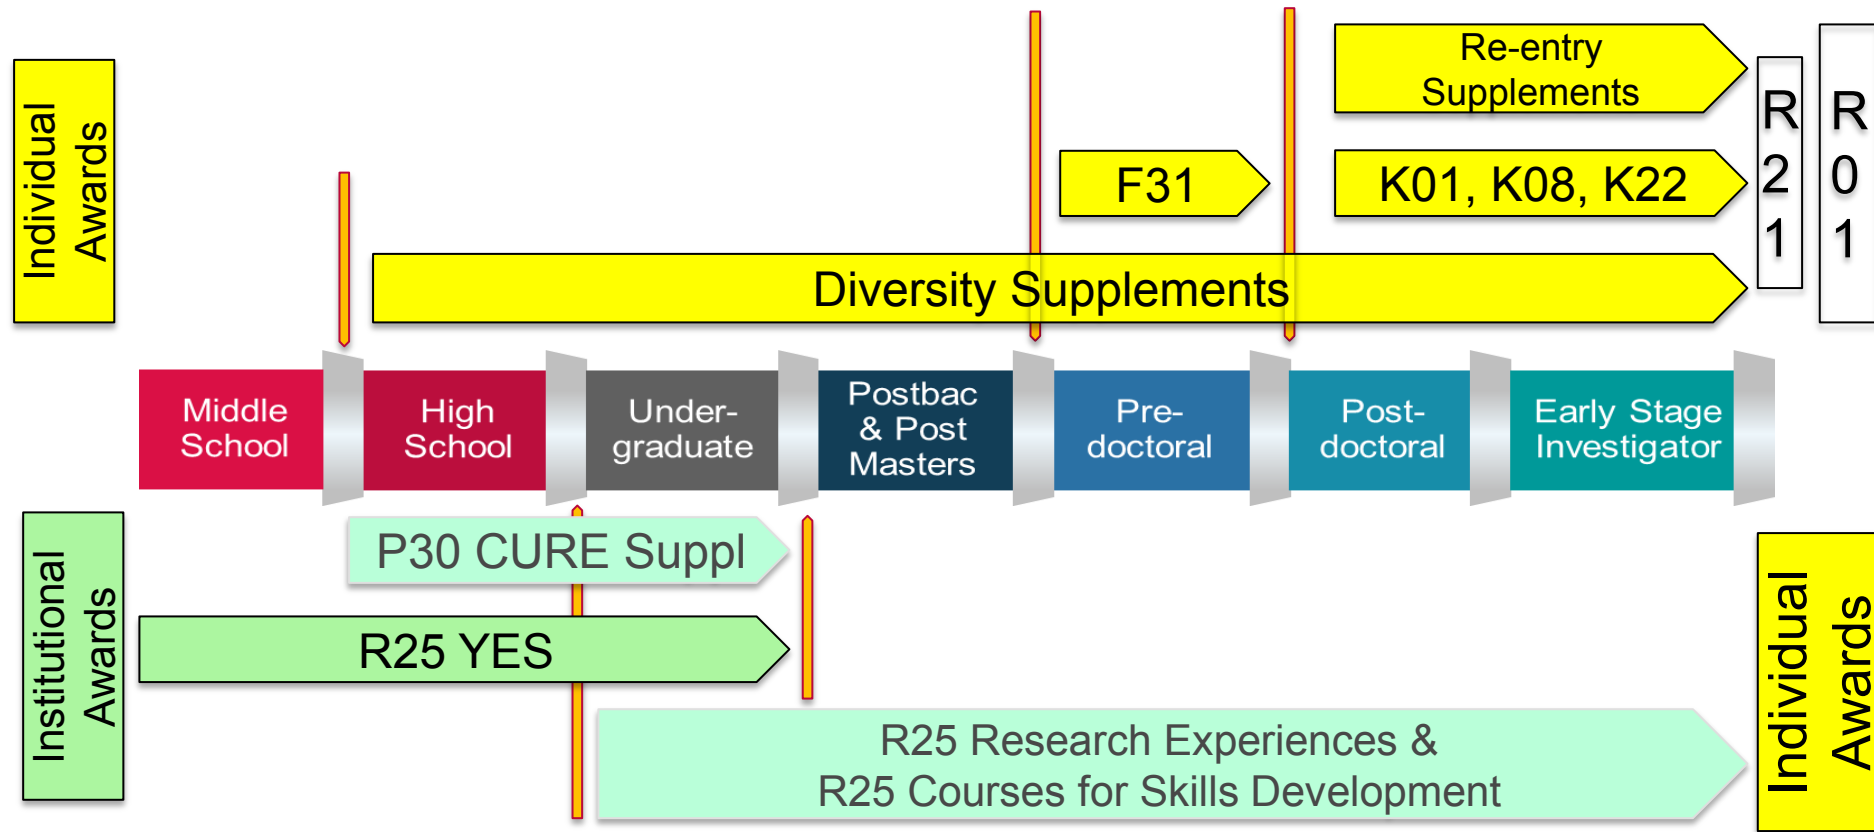 Individual
Awards
Re-entry
Supplements
F31
K01, K08, K22
Diversity Supplements
R
2
1
R
0
1
Middle
School
High
School
Under-
graduate
Postbac
& Post
Masters
Pre-
doctoral
Post-
doctoral
Early Stage
Investigator
Institutional
Awards
P30 CURE Suppl
R25 YES
R25 Research Experiences &
R25 Courses for Skills Development
Individual
Awards